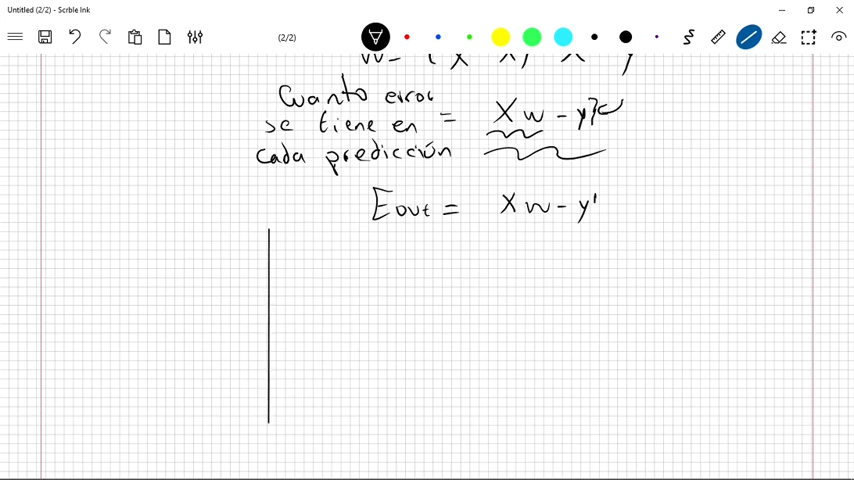 Untitled (2/2) - Scrble Ink
(2/2)
Cuanto error
se tiene en = Xw - y
cada predicción
Eout = Xw - y'